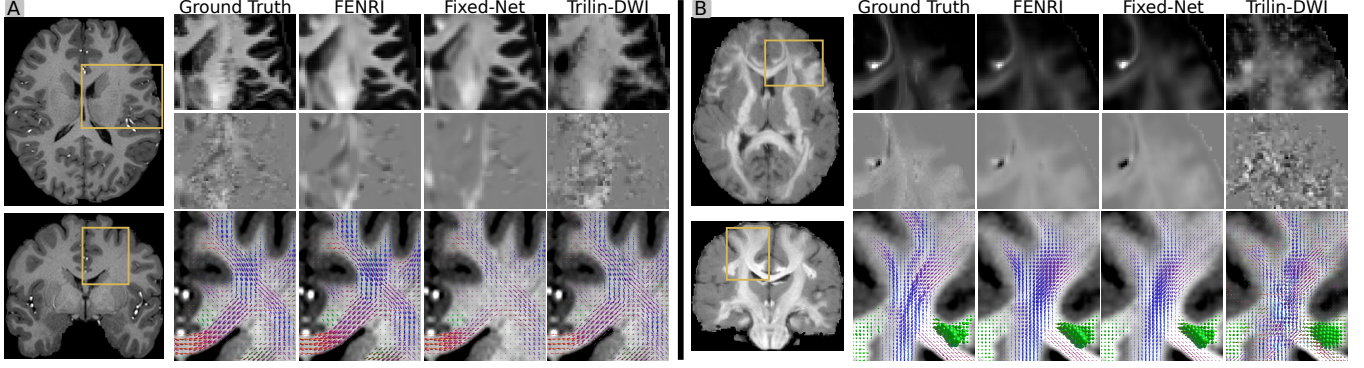 A
Ground Truth FENRI Fixed-Net Trilin-DWI
B
Ground Truth FENRI Fixed-Net Trilin-DWI